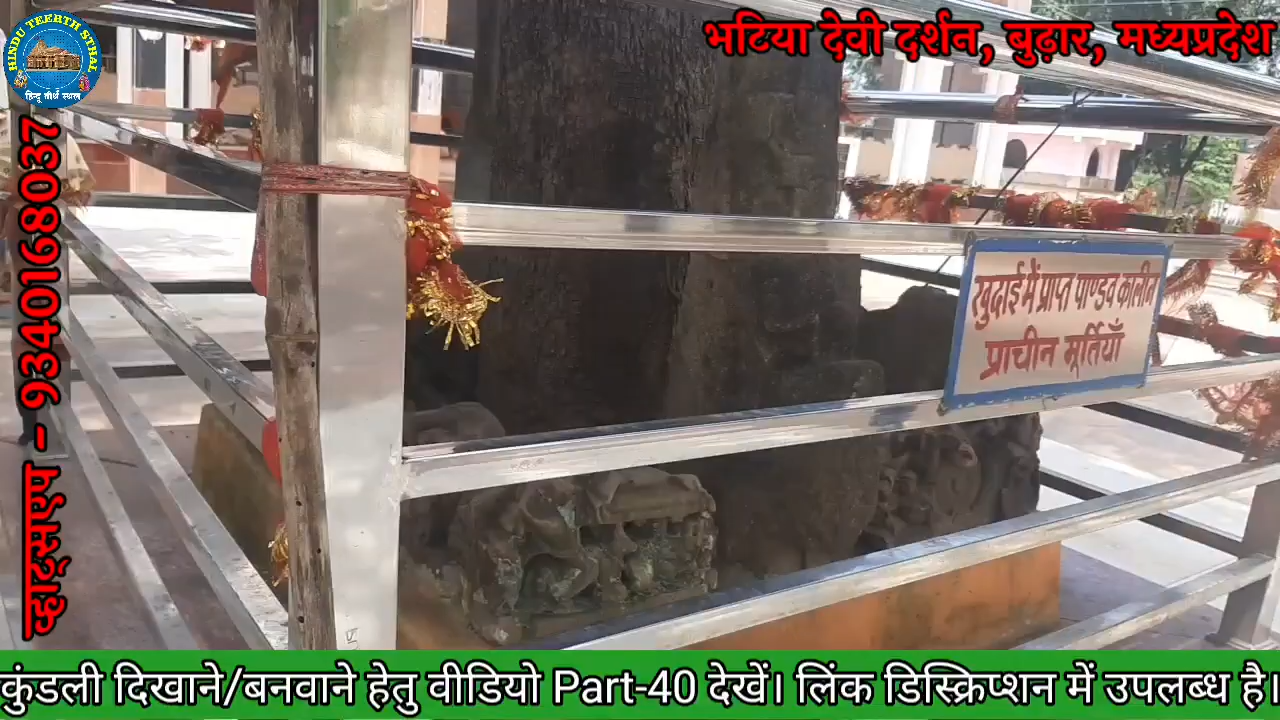 HINDU TEERTH STHAL
हिन्दू तीर्थ स्थल
भटिया देवी दर्शन, बुढ़ार, मध्यप्रदेश
व्हाट्सएप – 9340168037
खुदाई में प्राप्त पाण्डव कालीन
प्राचीन मूर्तियाँ
कुंडली दिखाने/बनवाने हेतु वीडियो Part-40 देखें। लिंक डिस्क्रिप्शन में उपलब्ध है।